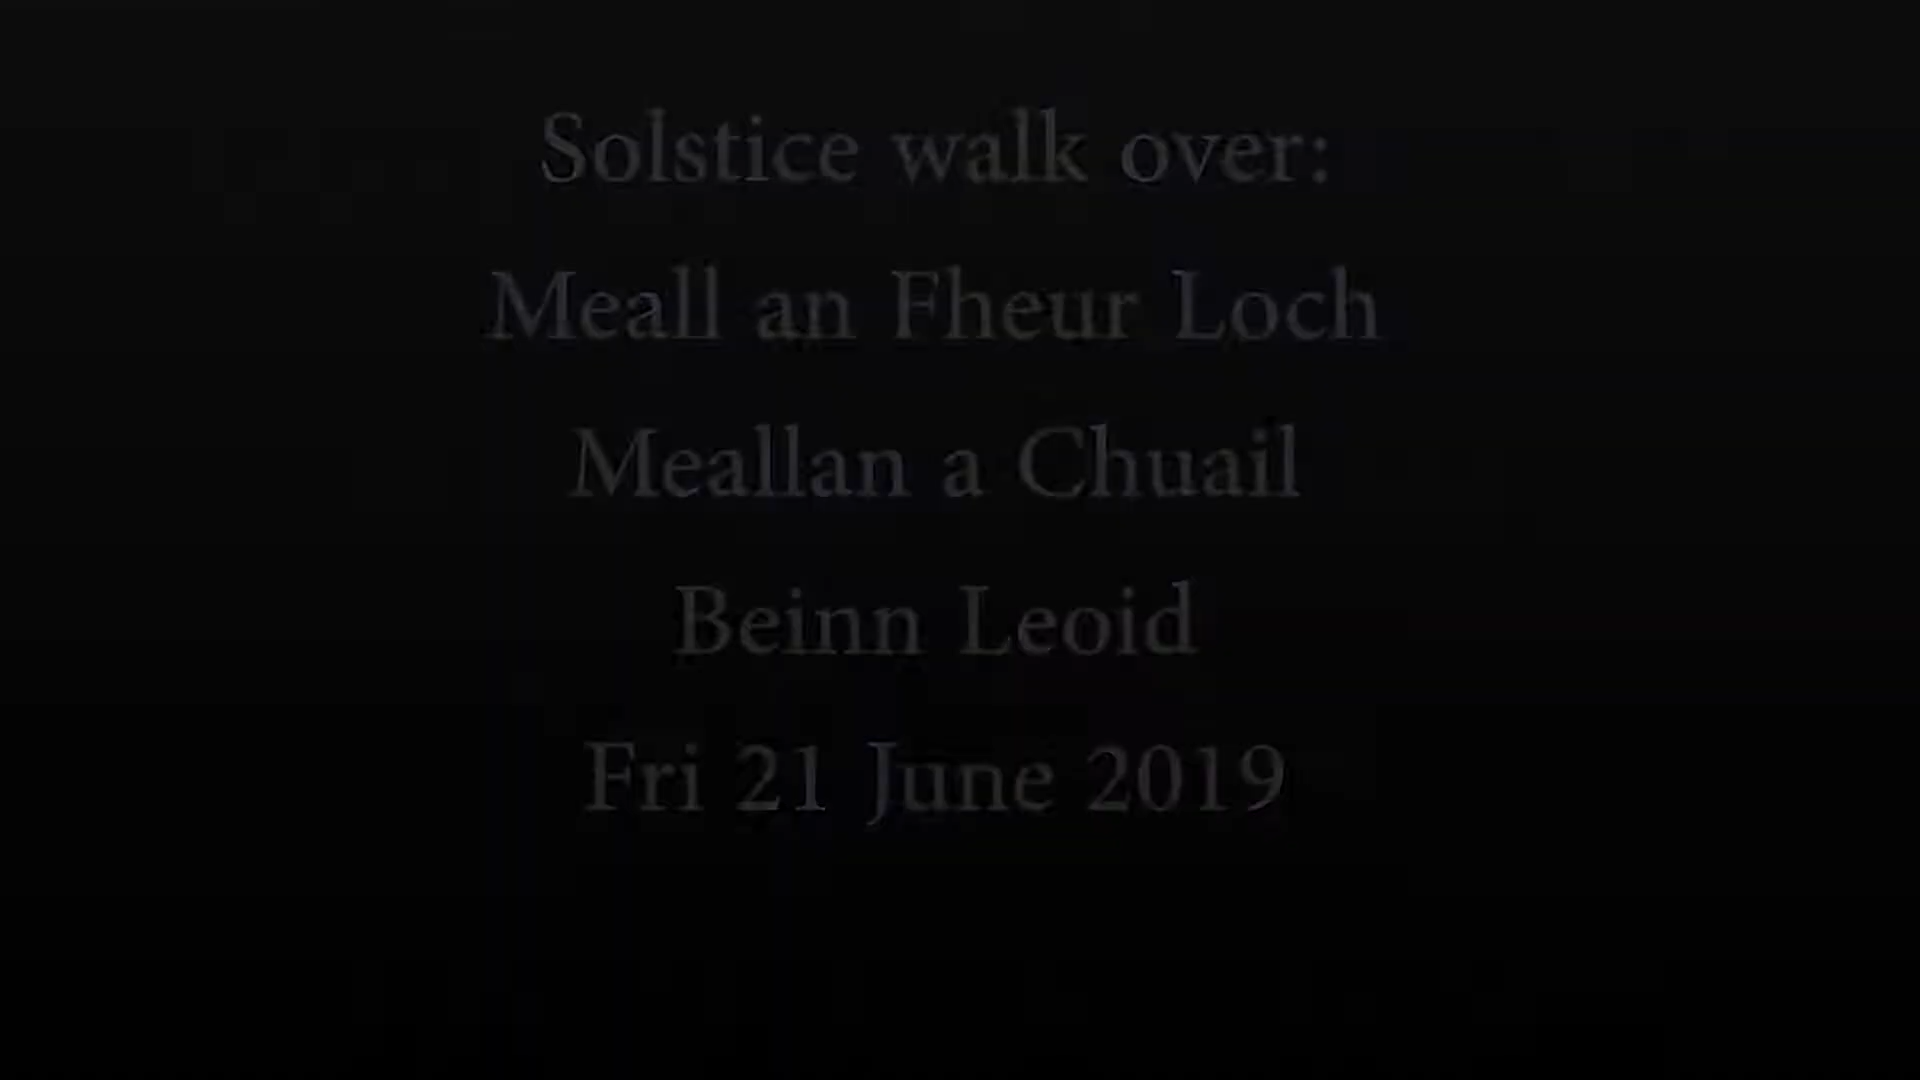 Solstice walk over:
Meall an Fheur Loch
Meallan a Chuail
Beinn Leoid
Fri 21 June 2019